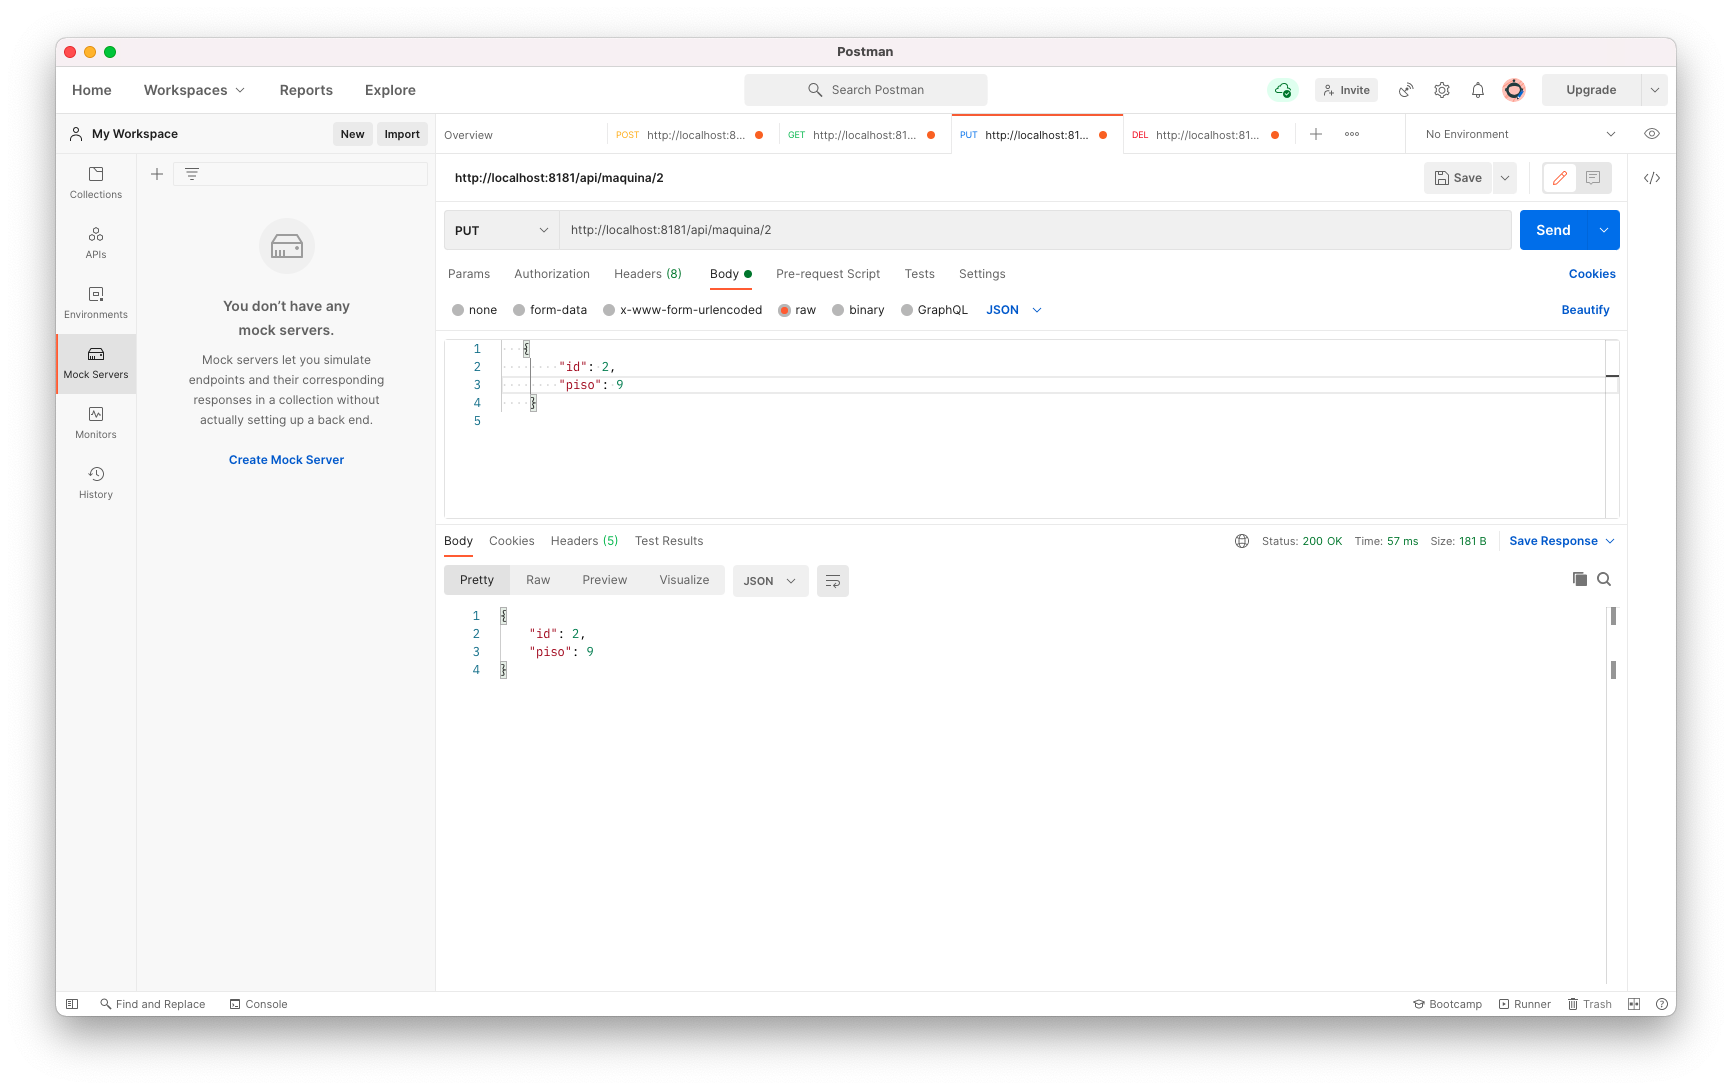 Postman
Home
Workspaces
Reports
Explore
Search Postman
Invite
Upgrade
My Workspace
New
Import
Overview
POST http://localhost:8...
GET http://localhost:81...
PUT http://localhost:81...
DEL http://localhost:81...
No Environment
Collections
APIs
Environments
Mock Servers
Monitors
History
You don’t have any
mock servers.
Mock servers let you simulate
endpoints and their corresponding
responses in a collection without
actually setting up a back end.
Create Mock Server
http://localhost:8181/api/maquina/2
Save
</>
PUT
http://localhost:8181/api/maquina/2
Send
Params
Authorization
Headers (8)
Body
Pre-request Script
Tests
Settings
Cookies
none
form-data
x-www-form-urlencoded
raw
binary
GraphQL
JSON
Beautify
1 {
2 "id": 2,
3 "piso": 9
4 }
5
Body
Cookies
Headers (5)
Test Results
Status: 200 OK
Time: 57 ms
Size: 181 B
Save Response
Pretty
Raw
Preview
Visualize
JSON
1 {
2 "id": 2,
3 "piso": 9
4 }
Find and Replace
Console
Bootcamp
Runner
Trash